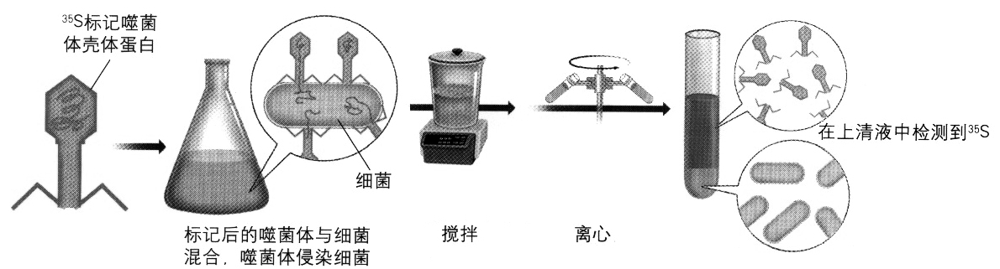 ³⁵S标记噬菌
体壳体蛋白
细菌
在上清液中检测到³⁵S
标记后的噬菌体与细菌
混合，噬菌体侵染细菌
搅拌
离心